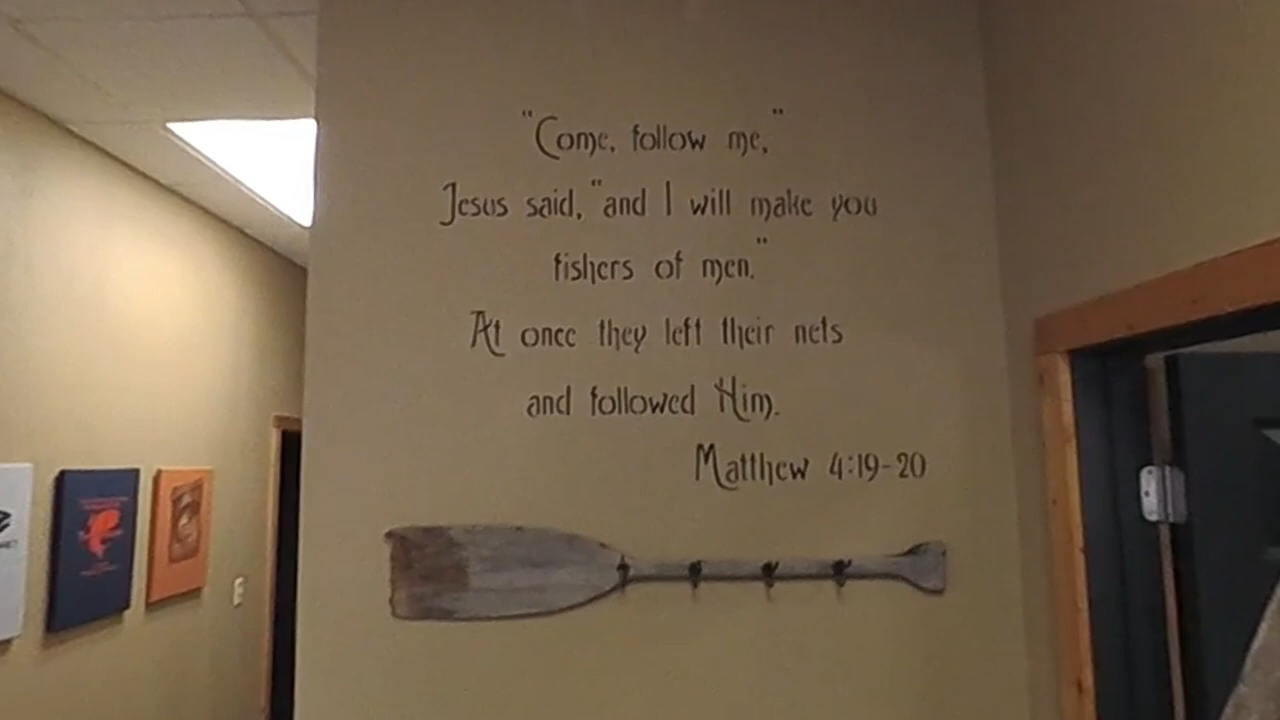 "Come, follow me,"
Jesus said, "and I will make you
fishers of men."
At once they left their nets
and followed Him.
Matthew 4:19-20